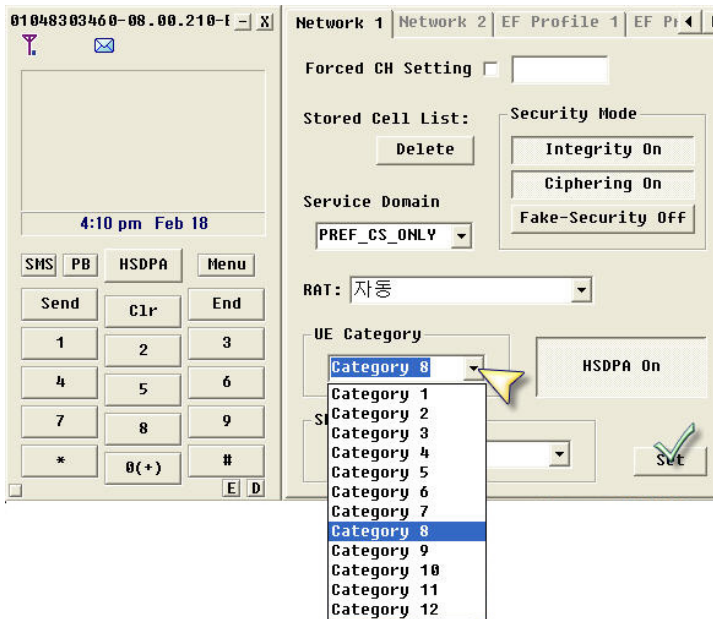 01048303460-08.00.210-E
4:10 pm Feb 18
SMS PB HSDPA Menu
Send Clr End
1 2 3
4 5 6
7 8 9
* 0(+) #
E D
Network 1 Network 2 EF Profile 1 EF Pr
Forced CH Setting
Stored Cell List:
Delete
Security Mode
Integrity On
Ciphering On
Fake-Security Off
Service Domain
PREF_CS_ONLY
RAT: 자동
UE Category
Category 8
HSDPA On
Set
Category 1
Category 2
Category 3
Category 4
Category 5
Category 6
Category 7
Category 8
Category 9
Category 10
Category 11
Category 12